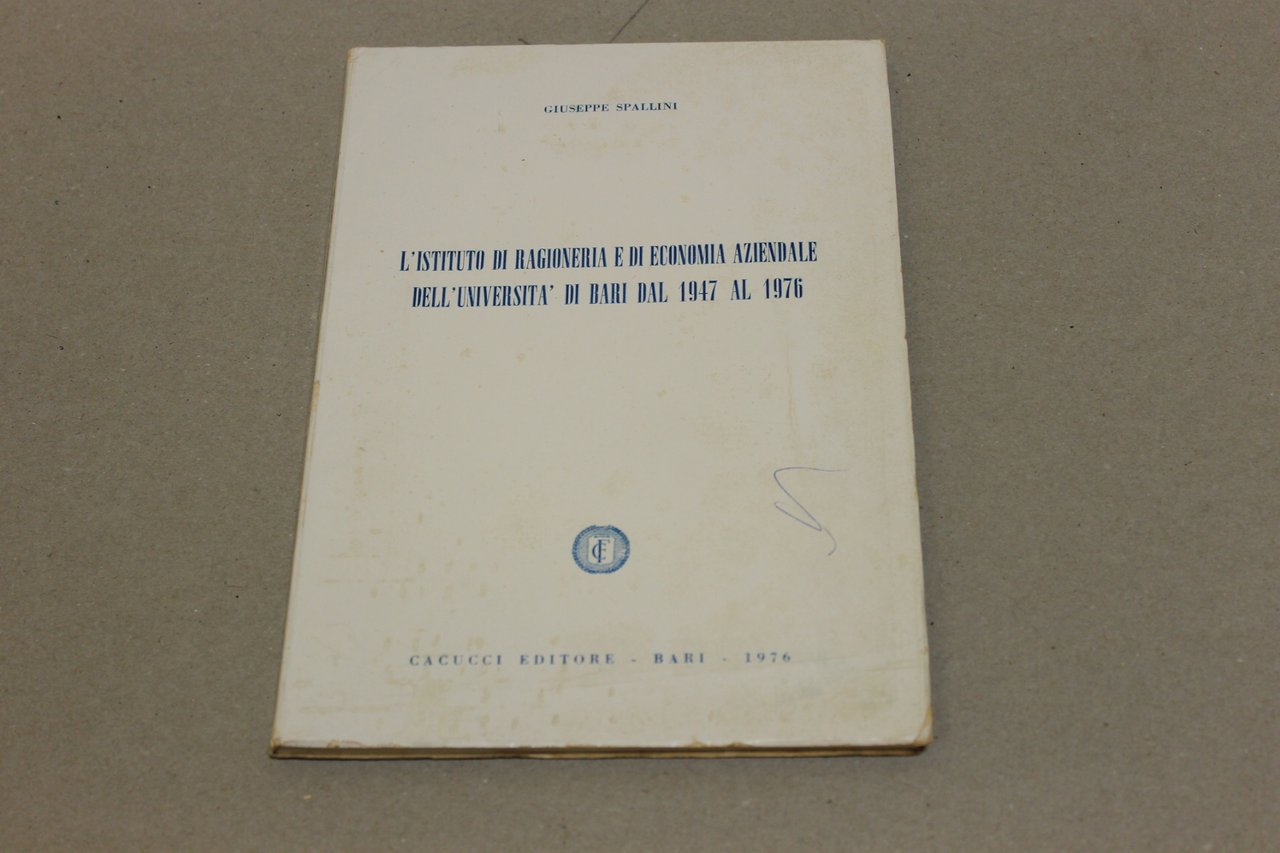 GIUSEPPE SPALLINI
L'ISTITUTO DI RAGIONERIA E DI ECONOMIA AZIENDALE
DELL'UNIVERSITA' DI BARI DAL 1947 AL 1976
CACUCCI EDITORE - BARI - 1976